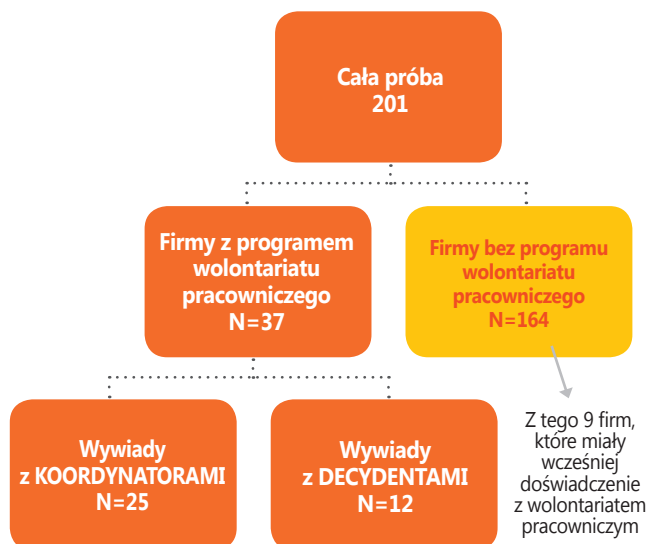 Cała próba
201
Firmy z programem
wolontariatu
pracowniczego
N=37
Firmy bez programu
wolontariatu
pracowniczego
N=164
Wywiady
z KOORDYNATORAMI
N=25
Wywiady
z DECYDENTAMI
N=12
Z tego 9 firm,
które miały
wcześniej
doświadczenie
z wolontariatem
pracowniczym